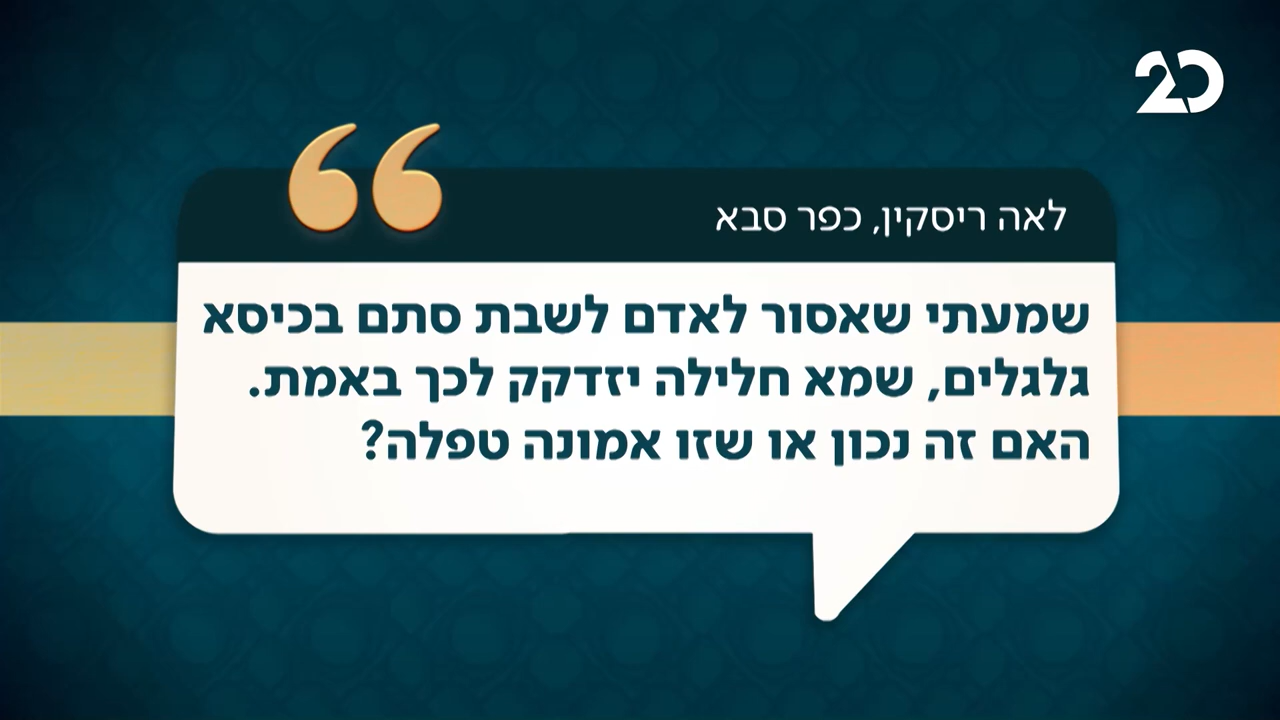 20
לאה ריסקין, כפר סבא
שמעתי שאסור לאדם לשבת סתם בכיסא
גלגלים, שמא חלילה יזדקק לכך באמת.
האם זה נכון או שזו אמונה טפלה?